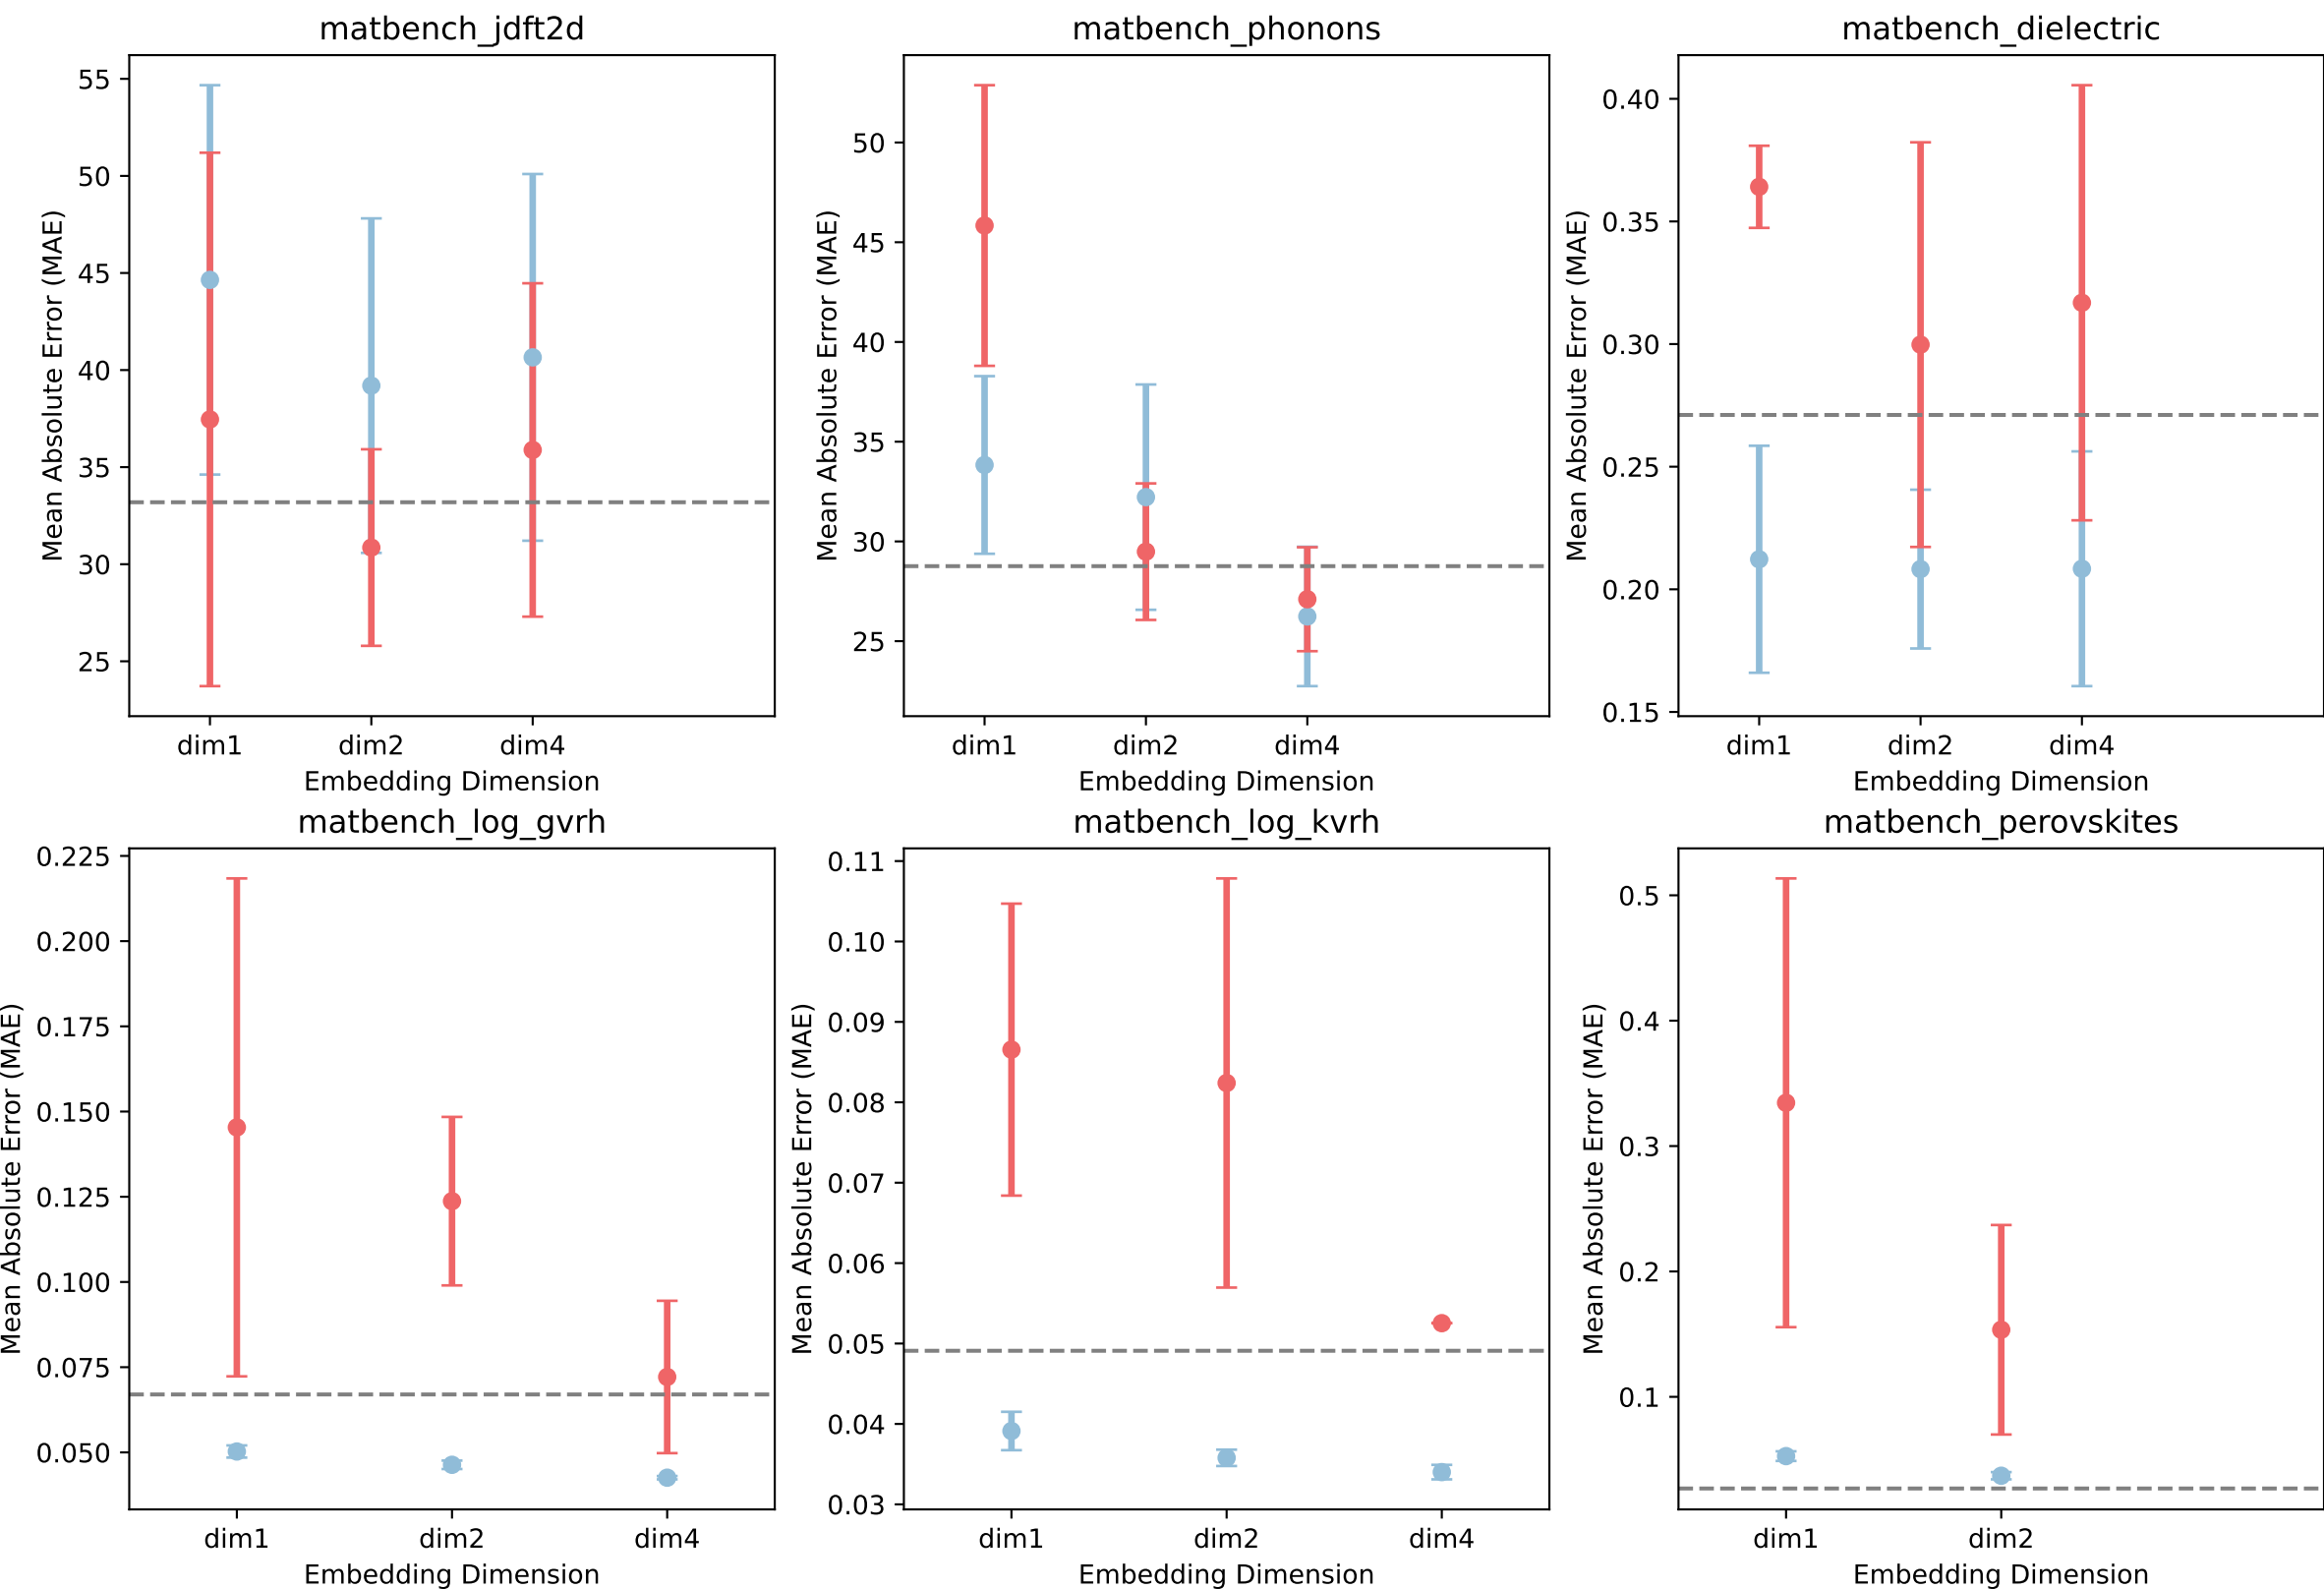 matbench_jdft2d
Mean Absolute Error (MAE)
55
50
45
40
35
30
25
dim1 dim2 dim4
Embedding Dimension
matbench_phonons
Mean Absolute Error (MAE)
50
45
40
35
30
25
dim1 dim2 dim4
Embedding Dimension
matbench_dielectric
Mean Absolute Error (MAE)
0.40
0.35
0.30
0.25
0.20
0.15
dim1 dim2 dim4
Embedding Dimension
matbench_log_gvrh
Mean Absolute Error (MAE)
0.225
0.200
0.175
0.150
0.125
0.100
0.075
0.050
dim1 dim2 dim4
Embedding Dimension
matbench_log_kvrh
Mean Absolute Error (MAE)
0.11
0.10
0.09
0.08
0.07
0.06
0.05
0.04
0.03
dim1 dim2 dim4
Embedding Dimension
matbench_perovskites
Mean Absolute Error (MAE)
0.5
0.4
0.3
0.2
0.1
dim1 dim2
Embedding Dimension